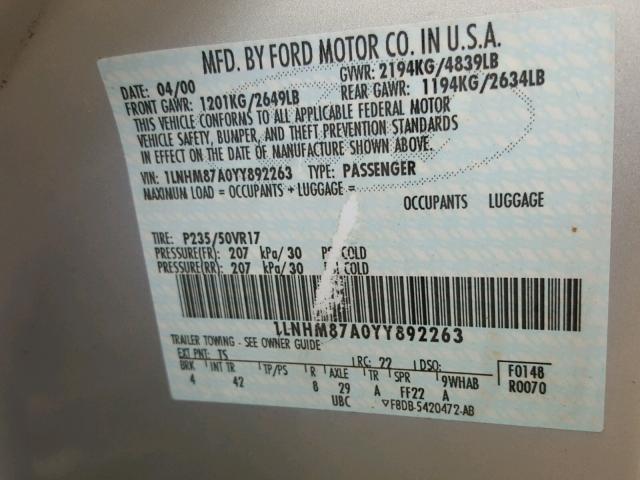 MFD. BY FORD MOTOR CO. IN U.S.A.
DATE: 04/00 GVWR: 2194KG/4839LB
FRONT GAWR: 1201KG/2649LB REAR GAWR: 1194KG/2634LB
THIS VEHICLE CONFORMS TO ALL APPLICABLE FEDERAL MOTOR
VEHICLE SAFETY, BUMPER, AND THEFT PREVENTION STANDARDS
IN EFFECT ON THE DATE OF MANUFACTURE SHOWN ABOVE.
VIN: 1LNHM87A0YY892263 TYPE: PASSENGER
MAXIMUM LOAD = OCCUPANTS + LUGGAGE = OCCUPANTS LUGGAGE
TIRE: P235/50VR17
PRESSURE(FR): 207 kPa/30 PSI COLD
PRESSURE(RR): 207 kPa/30 PSI COLD
1LNHM87A0YY892263
TRAILER TOWING - SEE OWNER GUIDE
EXT PNT: TS RC: 22 DSO: F0148
BRK INT TR TP/PS R AXLE TR SPR 9WHAB R0070
4 42 8 29 A FF22 A
UBC F8DB-5420472-AB